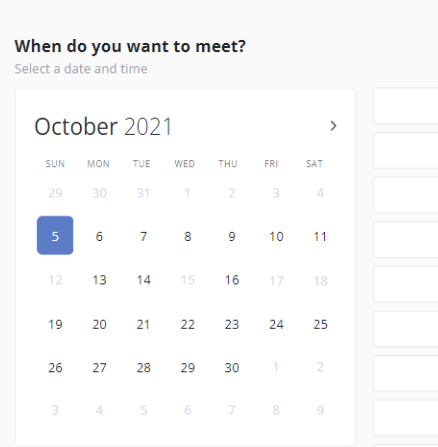 When do you want to meet?
Select a date and time
October 2021 >
SUN MON TUE WED THU FRI SAT
29 30 31 1 2 3 4
5 6 7 8 9 10 11
12 13 14 15 16 17 18
19 20 21 22 23 24 25
26 27 28 29 30 1 2
3 4 5 6 7 8 9